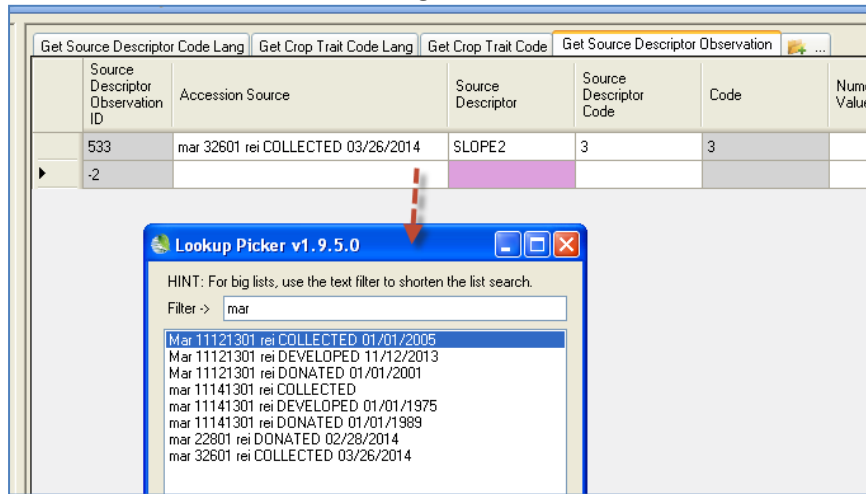 Get Source Descriptor Code Lang Get Crop Trait Code Lang Get Crop Trait Code Get Source Descriptor Observation ...
Source Descriptor Observation ID Accession Source Source Descriptor Source Descriptor Code Code
533 mar 32601 rei COLLECTED 03/26/2014 SLOPE2 3 3
-2
Lookup Picker v1.9.5.0
HINT: For big lists, use the text filter to shorten the list search.
Filter -> mar
Mar 11121301 rei COLLECTED 01/01/2005
Mar 11121301 rei DEVELOPED 11/12/2013
Mar 11121301 rei DONATED 01/01/2001
mar 11141301 rei COLLECTED
mar 11141301 rei DEVELOPED 01/01/1975
mar 11141301 rei DONATED 01/01/1989
mar 22801 rei DONATED 02/28/2014
mar 32601 rei COLLECTED 03/26/2014